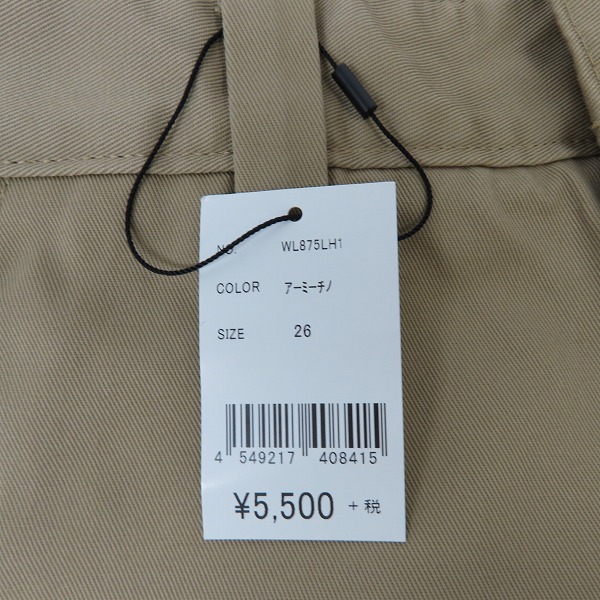 NO. WL875LH1
COLOR ｱｰﾐｰﾁﾉ
SIZE 26
4 549217 408415
¥5,500 +税